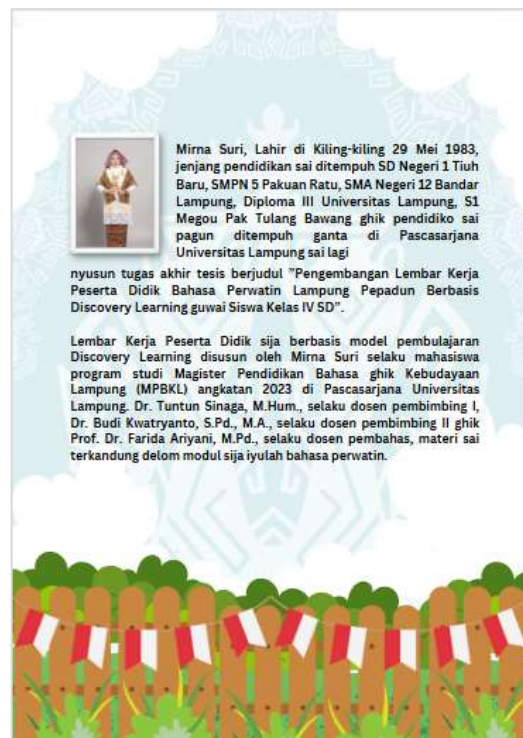 Mirna Suri, Lahir di Kiling-kiling 29 Mei 1983,
jenjang pendidikan sai ditempuh SD Negeri 1 Tiuh
Baru, SMPN 5 Pakuan Ratu, SMA Negeri 12 Bandar
Lampung, Diploma III Universitas Lampung, S1
Megou Pak Tulang Bawang ghik pendidiko sai
pagun ditempuh ganta di Pascasarjana
Universitas Lampung sai lagi
nyusun tugas akhir tesis berjudul "Pengembangan Lembar Kerja
Peserta Didik Bahasa Perwatin Lampung Pepadun Berbasis
Discovery Learning guwai Siswa Kelas IV SD".
Lembar Kerja Peserta Didik sija berbasis model pembulajaran
Discovery Learning disusun oleh Mirna Suri selaku mahasiswa
program studi Magister Pendidikan Bahasa ghik Kebudayaan
Lampung (MPBKL) angkatan 2023 di Pascasarjana Universitas
Lampung. Dr. Tuntun Sinaga, M.Hum., selaku dosen pembimbing I,
Dr. Budi Kwatryanto, S.Pd., M.A., selaku dosen pembimbing II ghik
Prof. Dr. Farida Ariyani, M.Pd., selaku dosen pembahas, materi sai
terkandung delom modul sija iyulah bahasa perwatin.